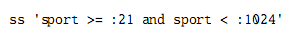 ss 'sport >= :21 and sport < :1024'